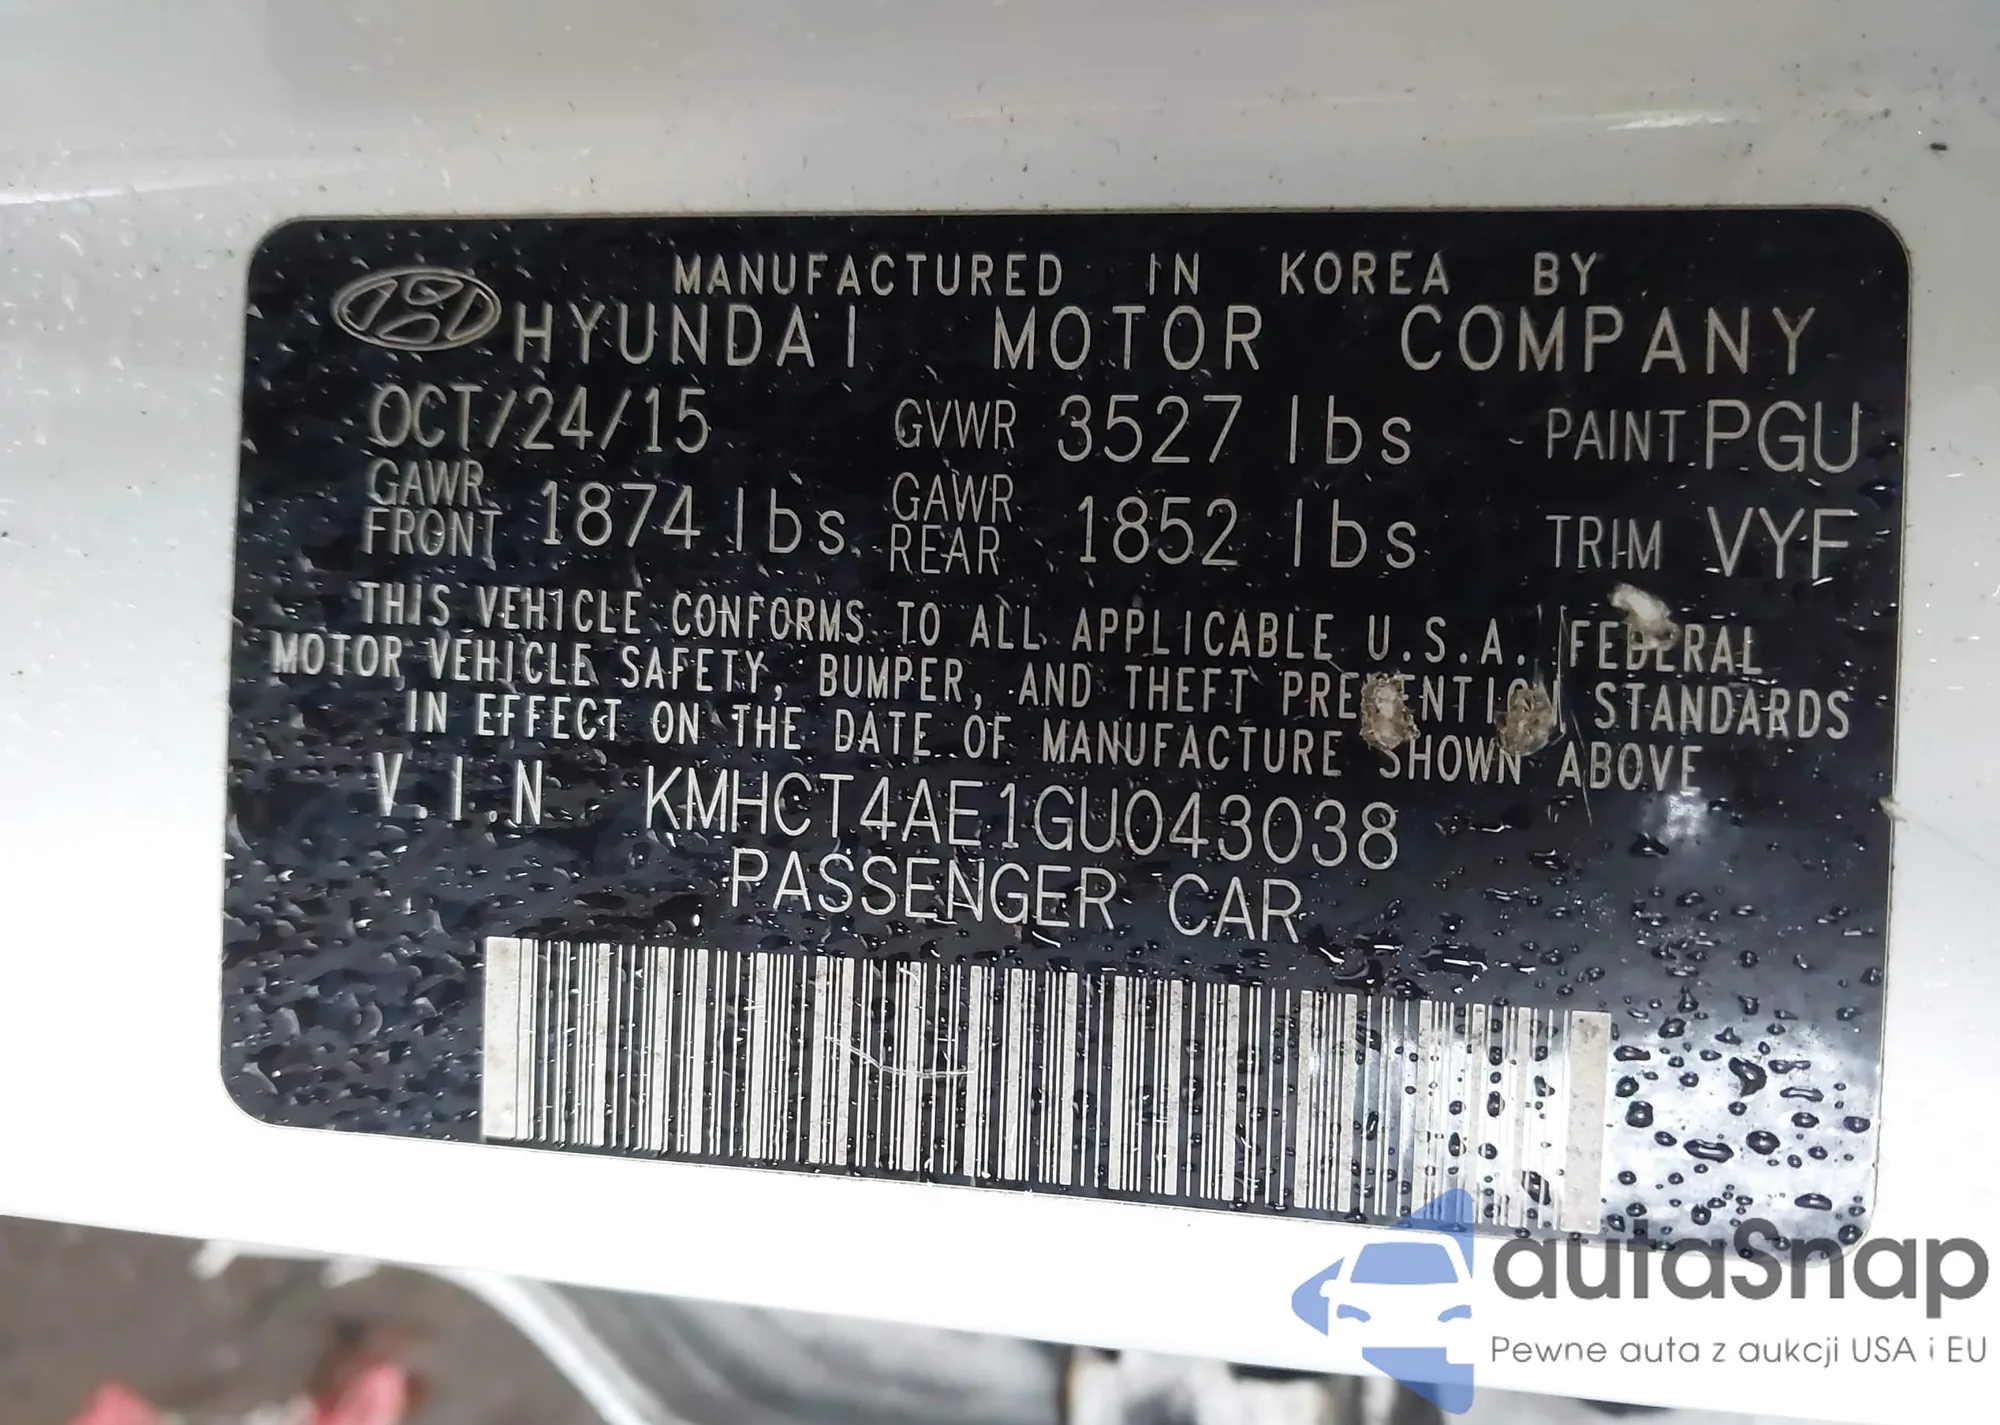 MANUFACTURED IN KOREA BY
HYUNDAI MOTOR COMPANY
OCT/24/15 GVWR 3527 lbs PAINT PGU
GAWR FRONT 1874 lbs GAWR REAR 1852 lbs TRIM VYF
THIS VEHICLE CONFORMS TO ALL APPLICABLE U.S.A. FEDERAL
MOTOR VEHICLE SAFETY, BUMPER, AND THEFT PREVENTION STANDARDS
IN EFFECT ON THE DATE OF MANUFACTURE SHOWN ABOVE
V.I.N KMHCT4AE1GU043038
PASSENGER CAR
autaSnap
Pewne auta z aukcji USA i EU